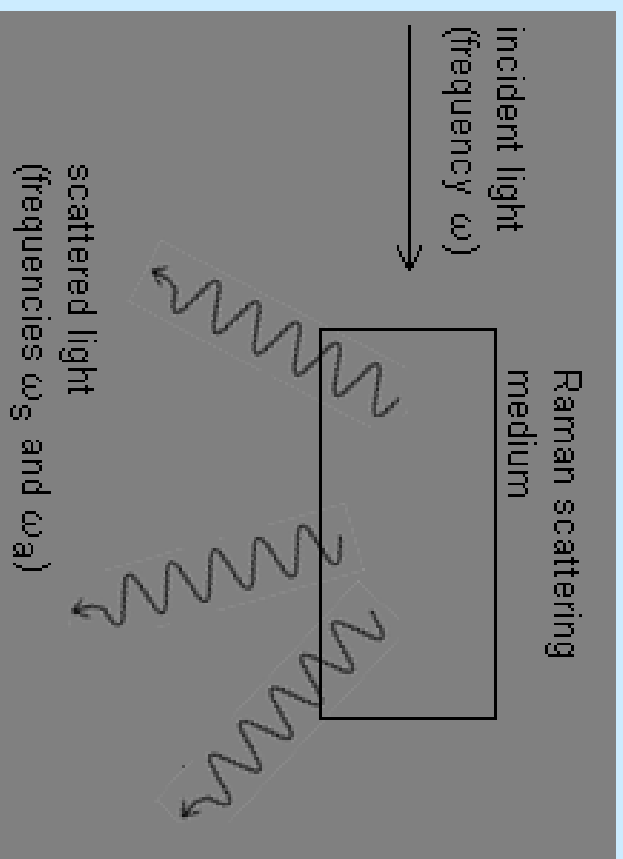 incident light
(frequency ω)
Raman scattering
medium
scattered light
(frequencies ωs and ωa)